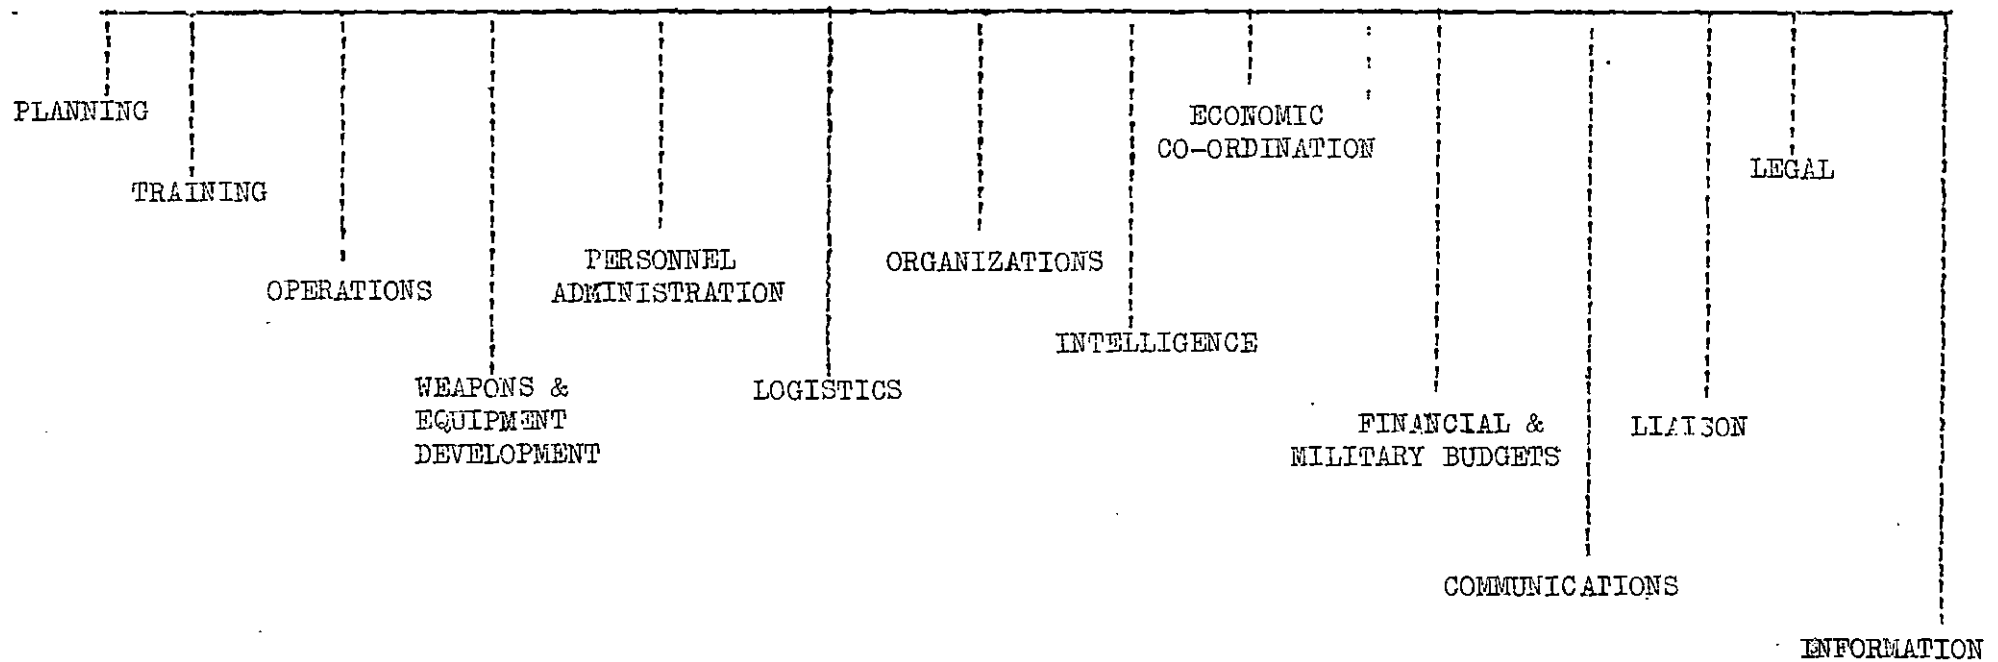 PLANNING
TRAINING
OPERATIONS
WEAPONS &
EQUIPMENT
DEVELOPMENT
PERSONNEL
ADMINISTRATION
LOGISTICS
ORGANIZATIONS
INTELLIGENCE
ECONOMIC
CO-ORDINATION
FINANCIAL &
MILITARY BUDGETS
COMMUNICATIONS
LIAISON
LEGAL
INFORMATION